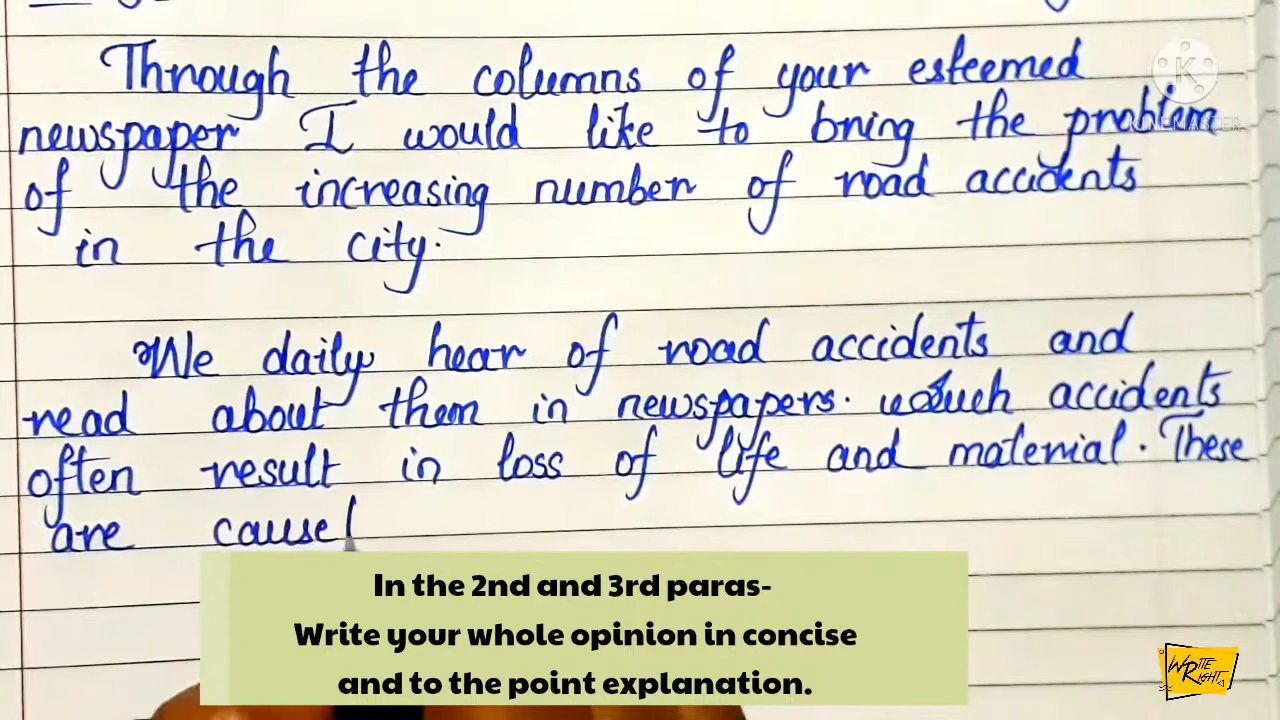 Through the columns of your esteemed
newspaper I would like to bring the problem
of the increasing number of road accidents
in the city.
We daily hear of road accidents and
read about them in newspapers. Such accidents
often result in loss of life and material. These
are cause
In the 2nd and 3rd paras-
Write your whole opinion in concise
and to the point explanation.
K
KINEMASTER
WRITE
RIGHT